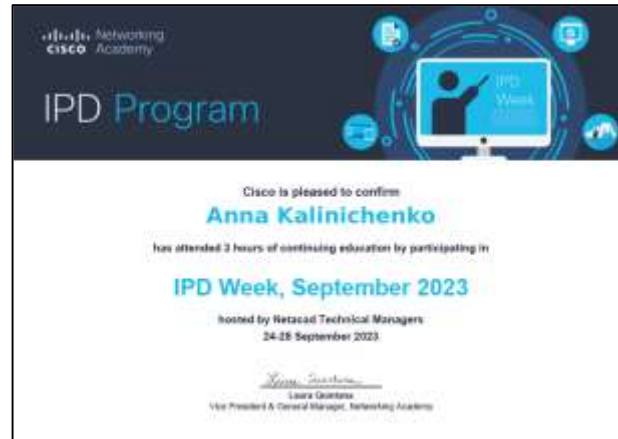 Networking
CISCO Academy
IPD Program
IPD
Week
Cisco is pleased to confirm
Anna Kalinichenko
has attended 3 hours of continuing education by participating in
IPD Week, September 2023
hosted by Netacad Technical Managers
24-28 September 2023
Laura Quintana
Vice President & General Manager, Networking Academy